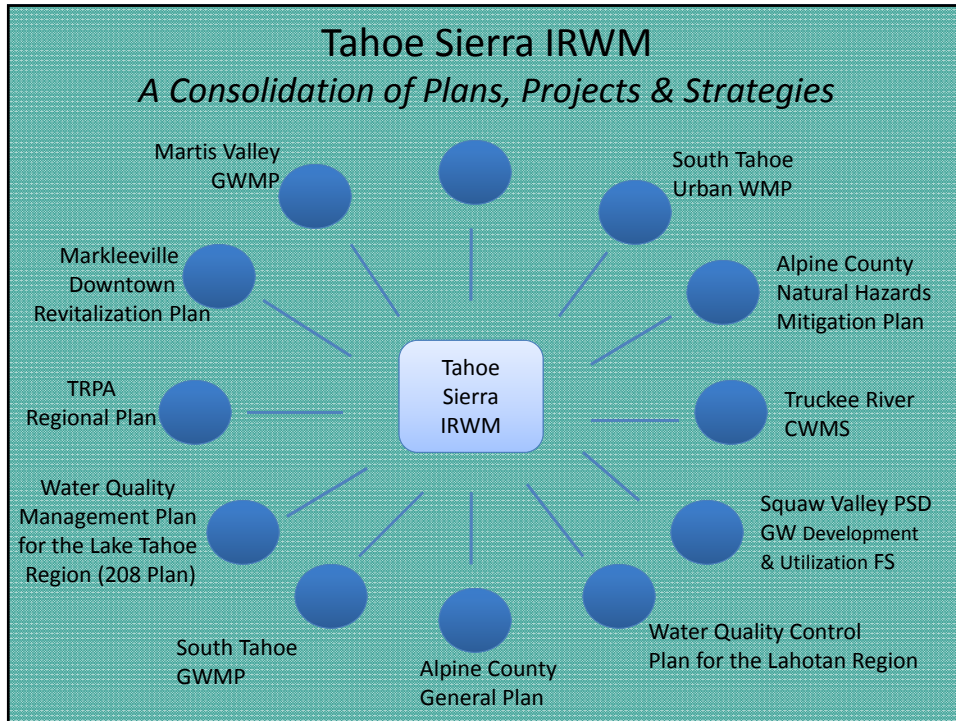 Tahoe Sierra IRWM
A Consolidation of Plans, Projects & Strategies
Martis Valley
GWMP
South Tahoe
Urban WMP
Markleeville
Downtown
Revitalization Plan
Alpine County
Natural Hazards
Mitigation Plan
Tahoe
Sierra
IRWM
TRPA
Regional Plan
Truckee River
CWMS
Water Quality
Management Plan
for the Lake Tahoe
Region (208 Plan)
Squaw Valley PSD
GW Development
& Utilization FS
South Tahoe
GWMP
Alpine County
General Plan
Water Quality Control
Plan for the Lahotan Region